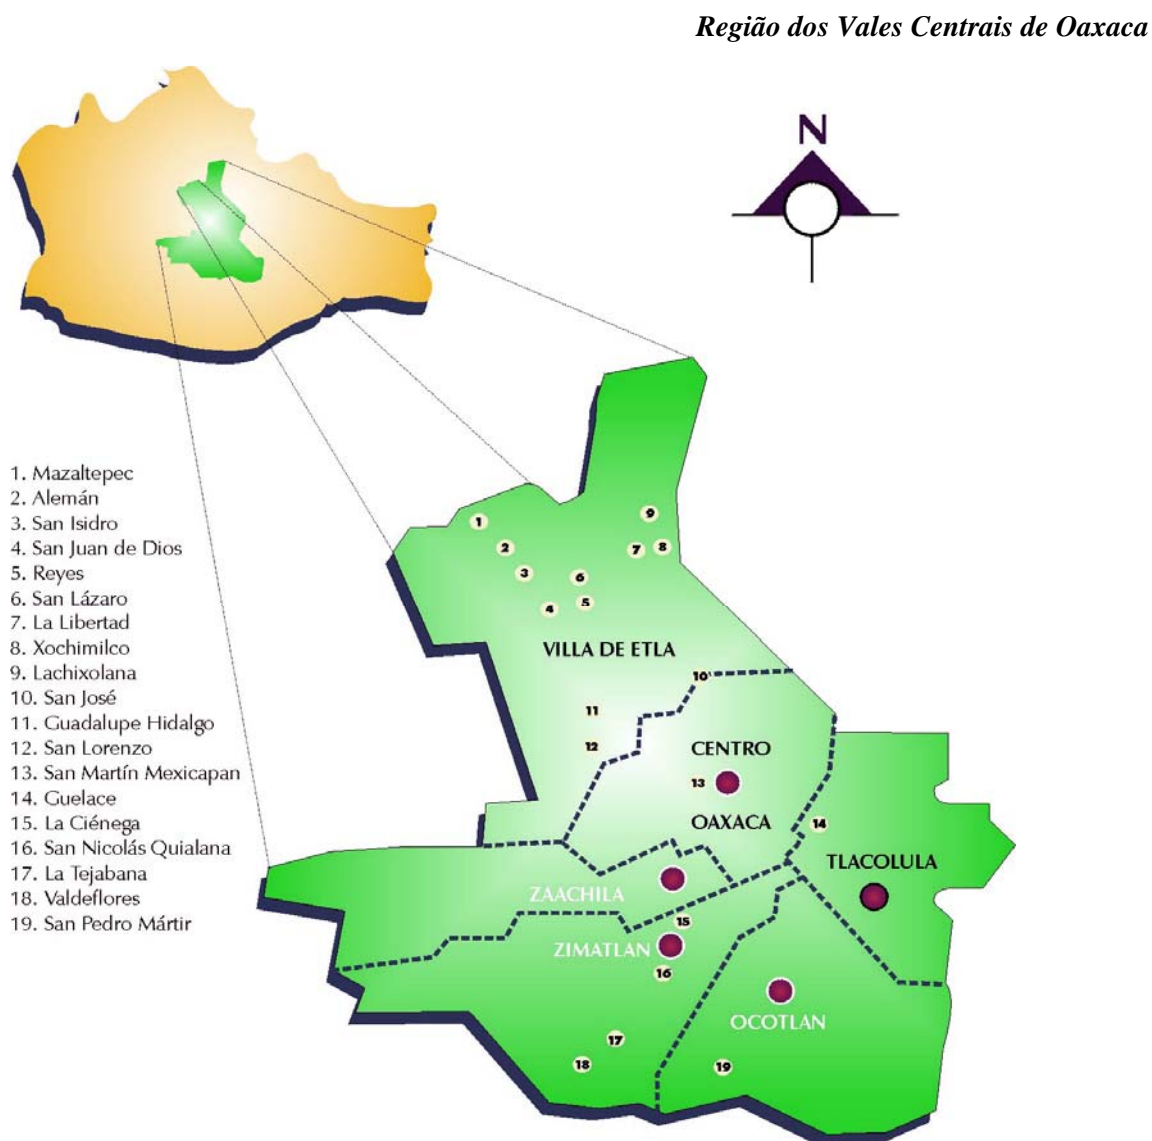 Região dos Vales Centrais de Oaxaca
N
1. Mazaltepec
2. Alemán
3. San Isidro
4. San Juan de Dios
5. Reyes
6. San Lázaro
7. La Libertad
8. Xochimilco
9. Lachixolana
10. San José
11. Guadalupe Hidalgo
12. San Lorenzo
13. San Martín Mexicapan
14. Guelace
15. La Ciénega
16. San Nicolás Quialana
17. La Tejabana
18. Valdeflores
19. San Pedro Mártir
9
1
2
7
8
3
6
4
5
VILLA DE ETLA
10
11
12
CENTRO
13
OAXACA
14
TLACOLULA
ZAACHILA
15
ZIMATLAN
16
OCOTLAN
17
18
19